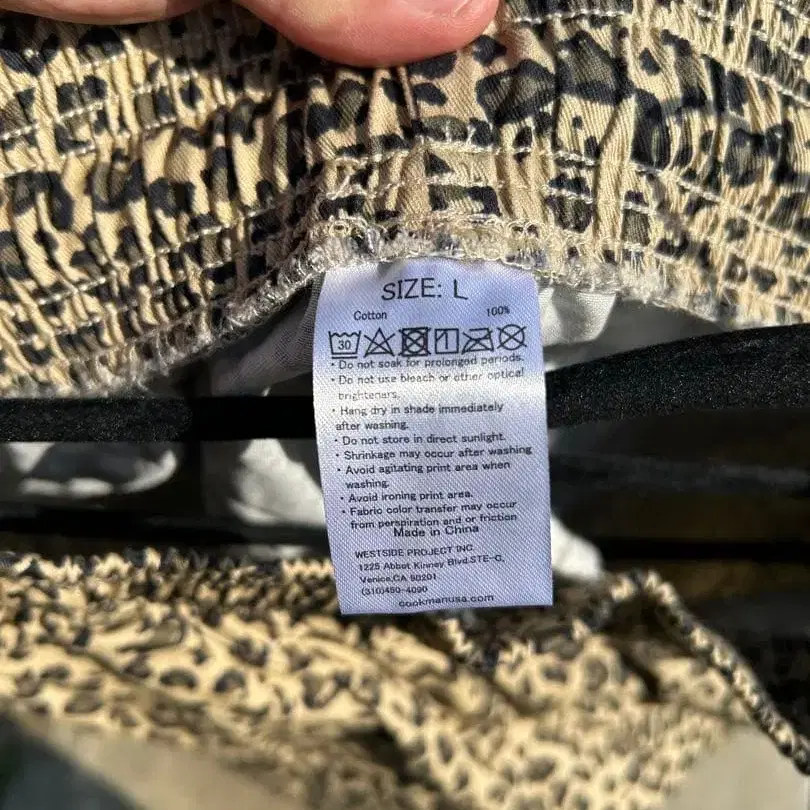 SIZE: L
Cotton 100%
30
• Do not soak for prolonged periods.
• Do not use bleach or other optical
brighteners.
• Hang dry in shade immediately
after washing.
• Do not store in direct sunlight.
• Shrinkage may occur after washing
• Avoid agitating print area when
washing.
• Avoid ironing print area.
• Fabric color transfer may occur
from perspiration and or friction
Made in China
WESTSIDE PROJECT INC.
1225 Abbot Kinney Blvd.STE-C,
Venice,CA 90201
(310)450-4090
cookmanusa.com